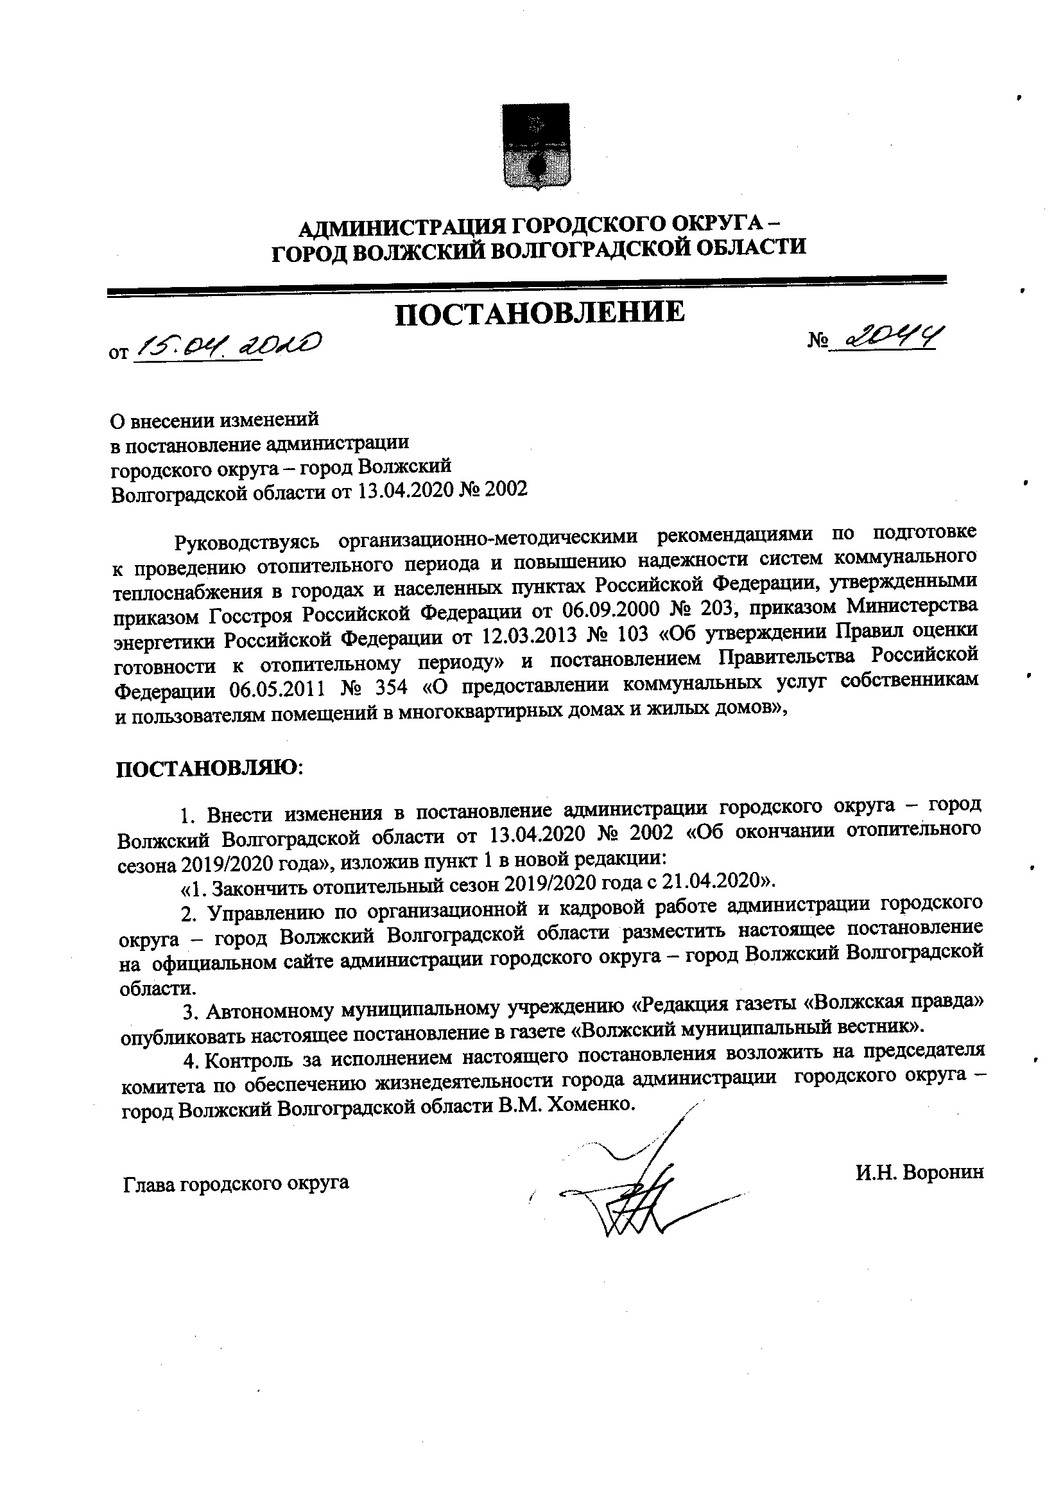 АДМИНИСТРАЦИЯ ГОРОДСКОГО ОКРУГА –
ГОРОД ВОЛЖСКИЙ ВОЛГОГРАДСКОЙ ОБЛАСТИ
ПОСТАНОВЛЕНИЕ
от 15.04.2020 № 2044
О внесении изменений
в постановление администрации
городского округа – город Волжский
Волгоградской области от 13.04.2020 № 2002
Руководствуясь организационно-методическими рекомендациями по подготовке
к проведению отопительного периода и повышению надежности систем коммунального
теплоснабжения в городах и населенных пунктах Российской Федерации, утвержденными
приказом Госстроя Российской Федерации от 06.09.2000 № 203, приказом Министерства
энергетики Российской Федерации от 12.03.2013 № 103 «Об утверждении Правил оценки
готовности к отопительному периоду» и постановлением Правительства Российской
Федерации 06.05.2011 № 354 «О предоставлении коммунальных услуг собственникам
и пользователям помещений в многоквартирных домах и жилых домов»,
ПОСТАНОВЛЯЮ:
1. Внести изменения в постановление администрации городского округа – город
Волжский Волгоградской области от 13.04.2020 № 2002 «Об окончании отопительного
сезона 2019/2020 года», изложив пункт 1 в новой редакции:
«1. Закончить отопительный сезон 2019/2020 года с 21.04.2020».
2. Управлению по организационной и кадровой работе администрации городского
округа – город Волжский Волгоградской области разместить настоящее постановление
на официальном сайте администрации городского округа – город Волжский Волгоградской
области.
3. Автономному муниципальному учреждению «Редакция газеты «Волжская правда»
опубликовать настоящее постановление в газете «Волжский муниципальный вестник».
4. Контроль за исполнением настоящего постановления возложить на председателя
комитета по обеспечению жизнедеятельности города администрации городского округа –
город Волжский Волгоградской области В.М. Хоменко.
Глава городского округа И.Н. Воронин